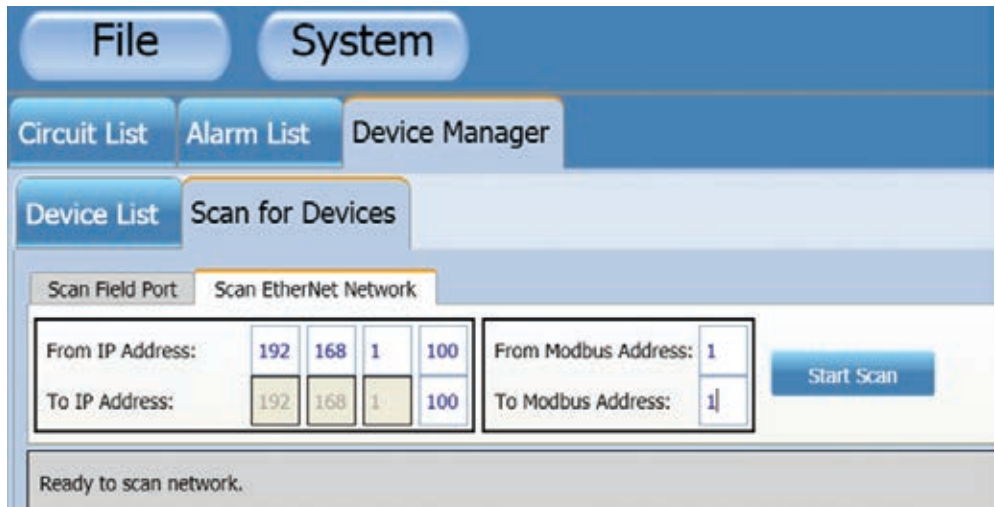 File System
Circuit List Alarm List Device Manager
Device List Scan for Devices
Scan Field Port Scan EtherNet Network
From IP Address: 192 168 1 100 From Modbus Address: 1
Start Scan
To IP Address: 192 168 1 100 To Modbus Address: 1
Ready to scan network.